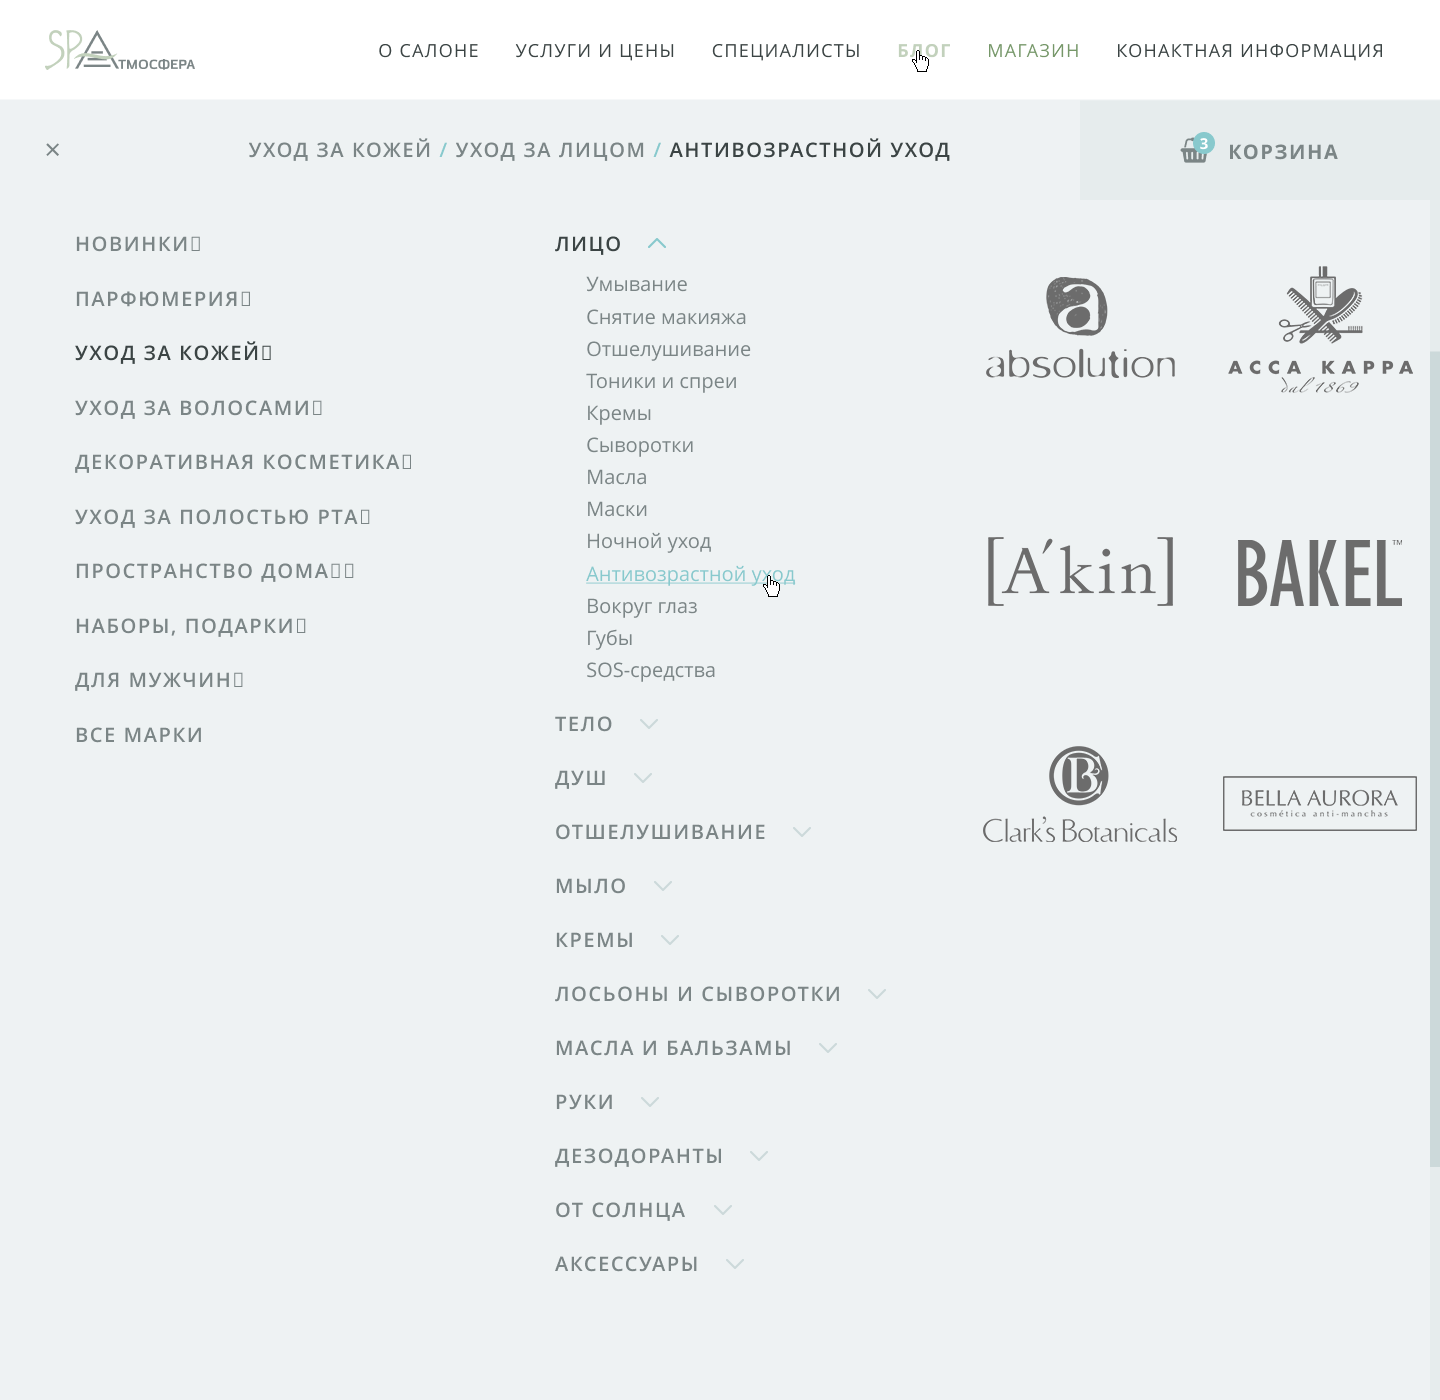 SPAтмосфера
О САЛОНЕ УСЛУГИ И ЦЕНЫ СПЕЦИАЛИСТЫ БЛОГ МАГАЗИН КОНАКТНАЯ ИНФОРМАЦИЯ
× УХОД ЗА КОЖЕЙ / УХОД ЗА ЛИЦОМ / АНТИВОЗРАСТНОЙ УХОД
3 КОРЗИНА
НОВИНКИ
ПАРФЮМЕРИЯ
УХОД ЗА КОЖЕЙ
УХОД ЗА ВОЛОСАМИ
ДЕКОРАТИВНАЯ КОСМЕТИКА
УХОД ЗА ПОЛОСТЬЮ РТА
ПРОСТРАНСТВО ДОМА
НАБОРЫ, ПОДАРКИ
ДЛЯ МУЖЧИН
ВСЕ МАРКИ
ЛИЦО
Умывание
Снятие макияжа
Отшелушивание
Тоники и спреи
Кремы
Сыворотки
Масла
Маски
Ночной уход
Антивозрастной уход
Вокруг глаз
Губы
SOS-средства
ТЕЛО
ДУШ
ОТШЕЛУШИВАНИЕ
МЫЛО
КРЕМЫ
ЛОСЬОНЫ И СЫВОРОТКИ
МАСЛА И БАЛЬЗАМЫ
РУКИ
ДЕЗОДОРАНТЫ
ОТ СОЛНЦА
АКСЕССУАРЫ
a
absolution
ACCA KAPPA
dal 1869
[A'kin]
BAKEL™
CB
Clark's Botanicals
BELLA AURORA
cosmética anti-manchas